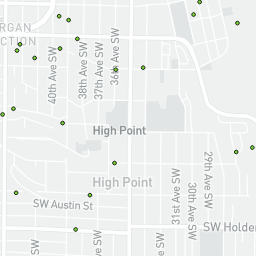 RGAN
CTION
40th Ave SW
38th Ave SW
37th Ave SW
36th Ave SW
High Point
High Point
SW Austin St
31st Ave SW
30th Ave SW
29th Ave SW
SW Holden